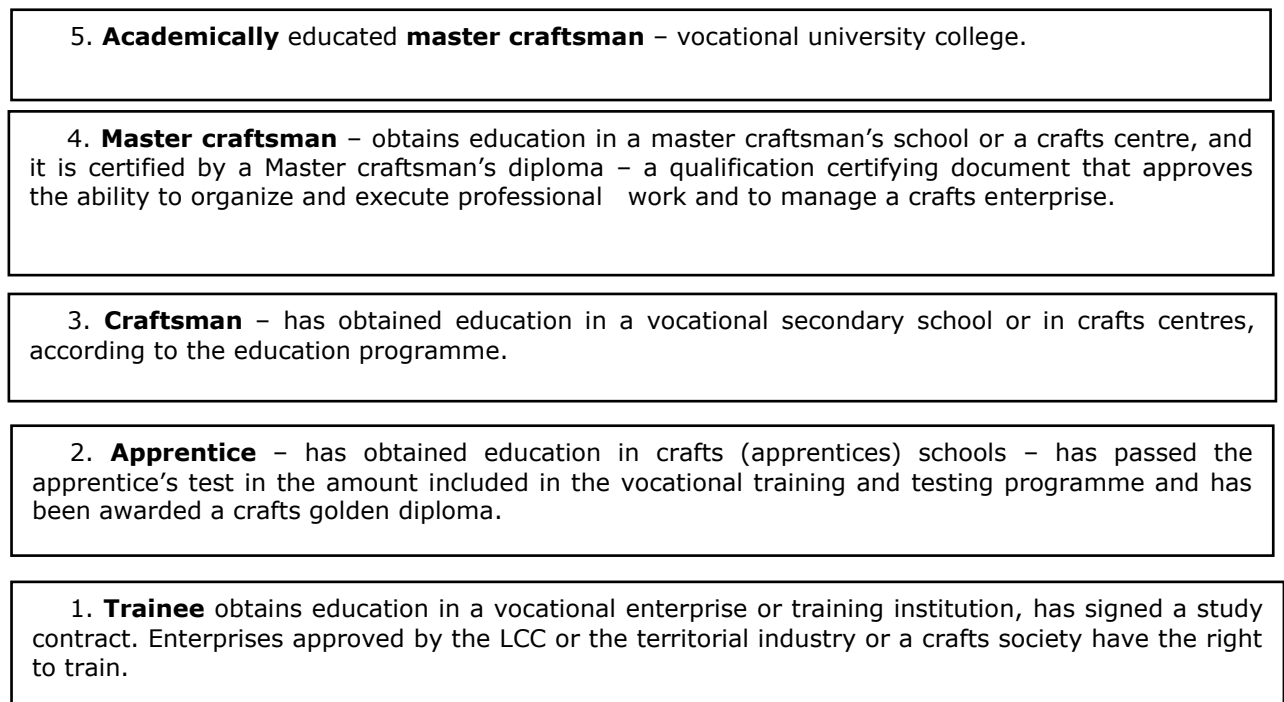 5. Academically educated master craftsman – vocational university college.
4. Master craftsman – obtains education in a master craftsman’s school or a crafts centre, and
it is certified by a Master craftsman’s diploma – a qualification certifying document that approves
the ability to organize and execute professional work and to manage a crafts enterprise.
3. Craftsman – has obtained education in a vocational secondary school or in crafts centres,
according to the education programme.
2. Apprentice – has obtained education in crafts (apprentices) schools – has passed the
apprentice’s test in the amount included in the vocational training and testing programme and has
been awarded a crafts golden diploma.
1. Trainee obtains education in a vocational enterprise or training institution, has signed a study
contract. Enterprises approved by the LCC or the territorial industry or a crafts society have the right
to train.